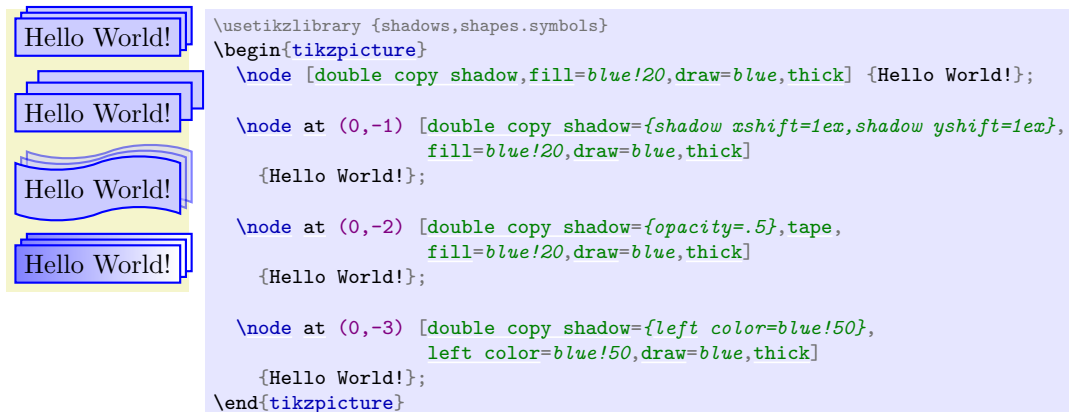 Hello World!
Hello World!
Hello World!
Hello World!
\usetikzlibrary {shadows,shapes.symbols}
\begin{tikzpicture}
  \node [double copy shadow,fill=blue!20,draw=blue,thick] {Hello World!};
  \node at (0,-1) [double copy shadow={shadow xshift=1ex,shadow yshift=1ex},
                   fill=blue!20,draw=blue,thick]
    {Hello World!};
  \node at (0,-2) [double copy shadow={opacity=.5},tape,
                   fill=blue!20,draw=blue,thick]
    {Hello World!};
  \node at (0,-3) [double copy shadow={left color=blue!50},
                   left color=blue!50,draw=blue,thick]
    {Hello World!};
\end{tikzpicture}